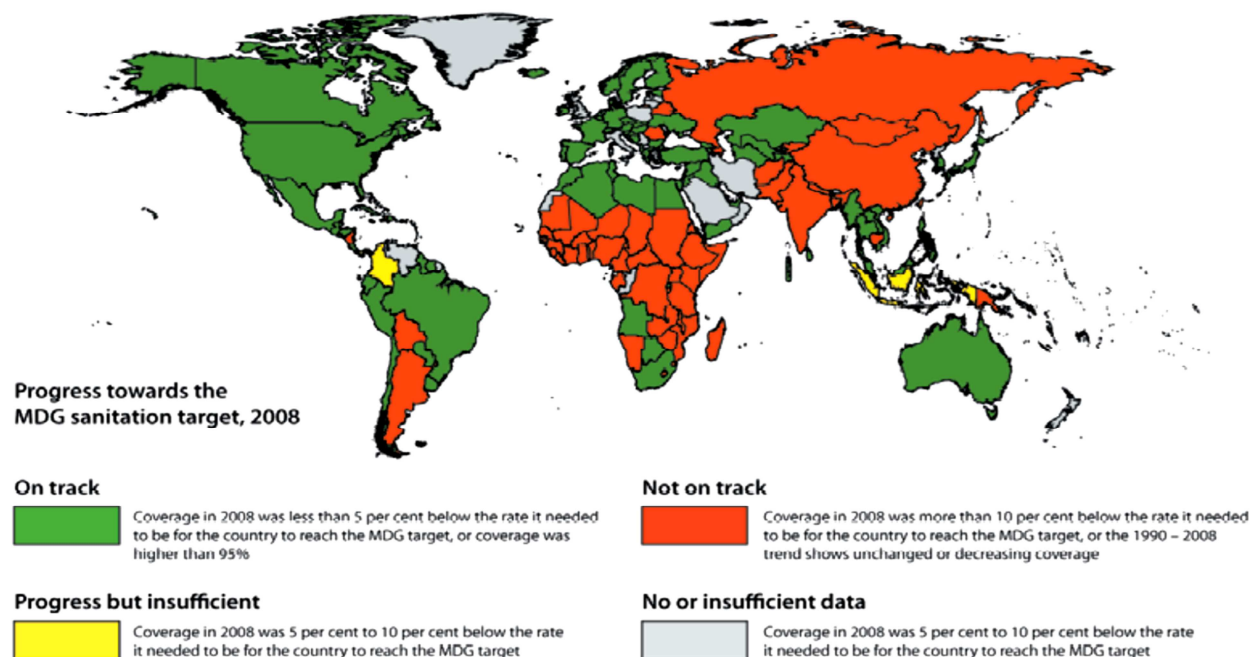 Progress towards the
MDG sanitation target, 2008
On track
Coverage in 2008 was less than 5 per cent below the rate it needed
to be for the country to reach the MDG target, or coverage was
higher than 95%
Not on track
Coverage in 2008 was more than 10 per cent below the rate it needed
to be for the country to reach the MDG target, or the 1990 – 2008
trend shows unchanged or decreasing coverage
Progress but insufficient
Coverage in 2008 was 5 per cent to 10 per cent below the rate
it needed to be for the country to reach the MDG target
No or insufficient data
Coverage in 2008 was 5 per cent to 10 per cent below the rate
it needed to be for the country to reach the MDG target